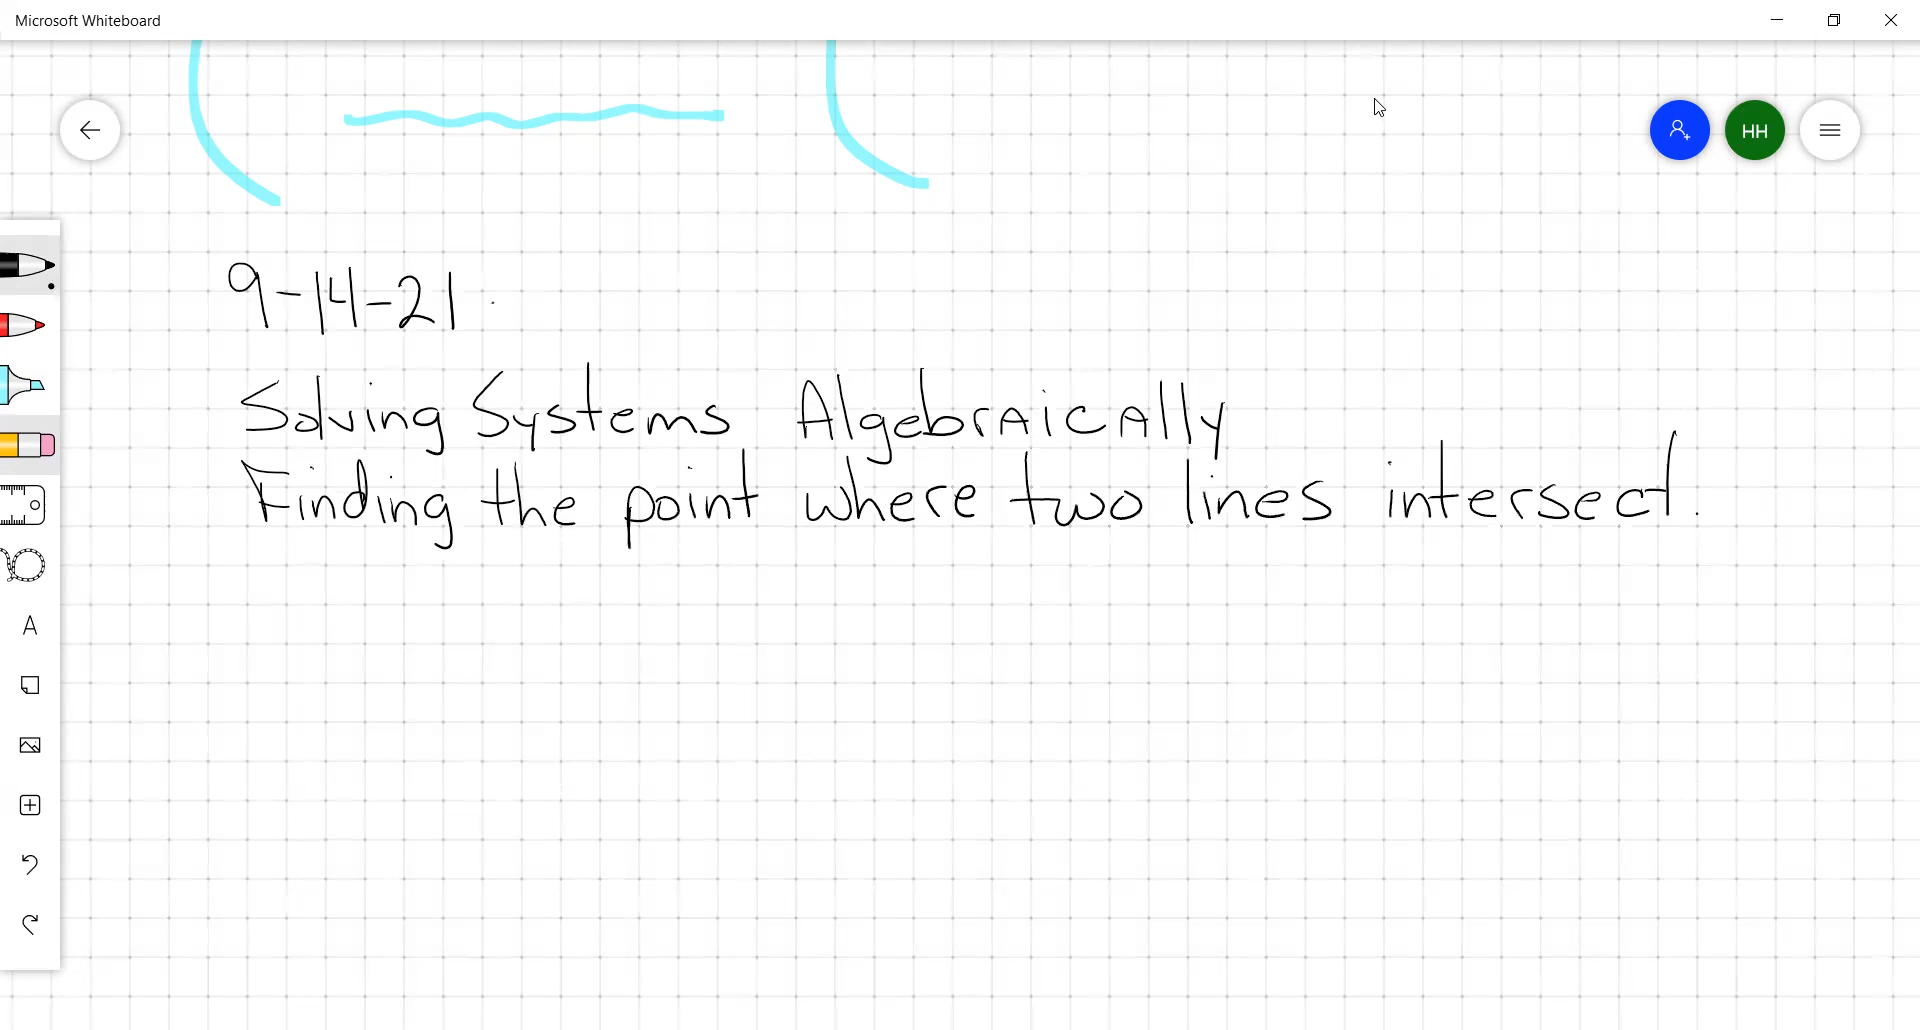 Microsoft Whiteboard
HH
9-14-21
Solving Systems Algebraically
Finding the point where two lines intersect.
A